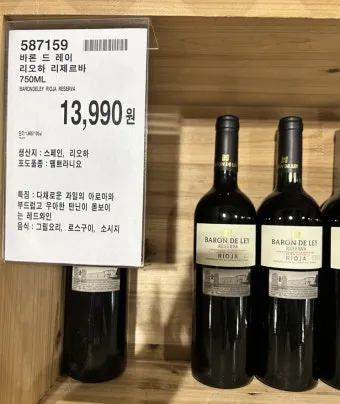 587159
바론 드 레이
리오하 리제르바
750ML
BARONDELEY RIOJA RESERVA
13,990원
생산지 : 스페인, 리오하
포도품종 : 템프라니요
특징 : 다채로운 과일의 아로마와
부드럽고 우아한 탄닌이 돋보이
는 레드와인
음식 : 그릴요리, 로스구이, 소시지
BARON DE LEY
RESERVA
RIOJA
BARON DE LEY
RESERVA
RIOJA